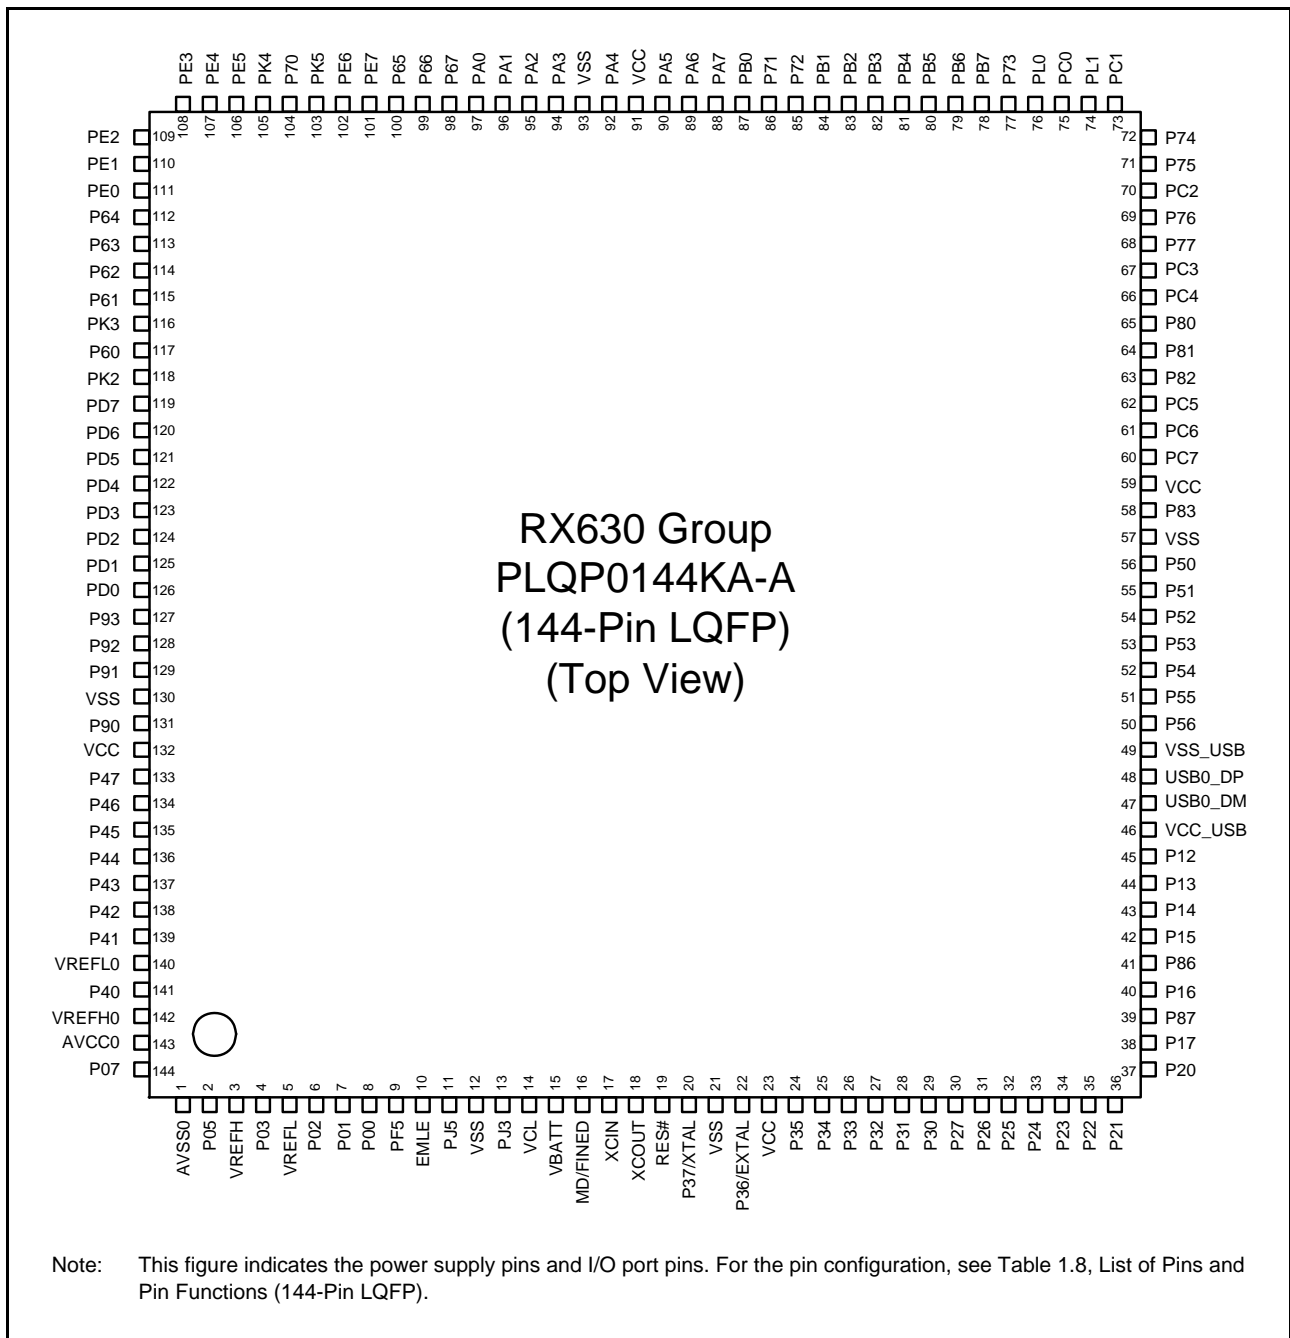 PE3 PE4 PE5 PK4 P70 PK5 PE6 PE7 P65 P66 P67 PA0 PA1 PA2 PA3 VSS PA4 VCC PA5 PA6 PA7 PB0 P71 P72 PB1 PB2 PB3 PB4 PB5 PB6 PB7 P73 PL0 PC0 PL1 PC1
108 107 106 105 104 103 102 101 100 99 98 97 96 95 94 93 92 91 90 89 88 87 86 85 84 83 82 81 80 79 78 77 76 75 74 73
PE2 109 72 P74
PE1 110 71 P75
PE0 111 70 PC2
P64 112 69 P76
P63 113 68 P77
P62 114 67 PC3
P61 115 66 PC4
PK3 116 65 P80
P60 117 64 P81
PK2 118 63 P82
PD7 119 62 PC5
PD6 120 61 PC6
PD5 121 60 PC7
PD4 122 59 VCC
PD3 123 58 P83
PD2 124 57 VSS
PD1 125 56 P50
PD0 126 55 P51
P93 127 54 P52
P92 128 53 P53
P91 129 52 P54
VSS 130 51 P55
P90 131 50 P56
VCC 132 49 VSS_USB
P47 133 48 USB0_DP
P46 134 47 USB0_DM
P45 135 46 VCC_USB
P44 136 45 P12
P43 137 44 P13
P42 138 43 P14
P41 139 42 P15
VREFL0 140 41 P86
P40 141 40 P16
VREFH0 142 39 P87
AVCC0 143 38 P17
P07 144 37 P20
RX630 Group
PLQP0144KA-A
(144-Pin LQFP)
(Top View)
1 2 3 4 5 6 7 8 9 10 11 12 13 14 15 16 17 18 19 20 21 22 23 24 25 26 27 28 29 30 31 32 33 34 35 36
AVSS0 P05 VREFH P03 VREFL P02 P01 P00 PF5 EMLE PJ5 VSS PJ3 VCL VBATT MD/FINED XCIN XCOUT RES# P37/XTAL VSS P36/EXTAL VCC P35 P34 P33 P32 P31 P30 P27 P26 P25 P24 P23 P22 P21
Note: This figure indicates the power supply pins and I/O port pins. For the pin configuration, see Table 1.8, List of Pins and
Pin Functions (144-Pin LQFP).